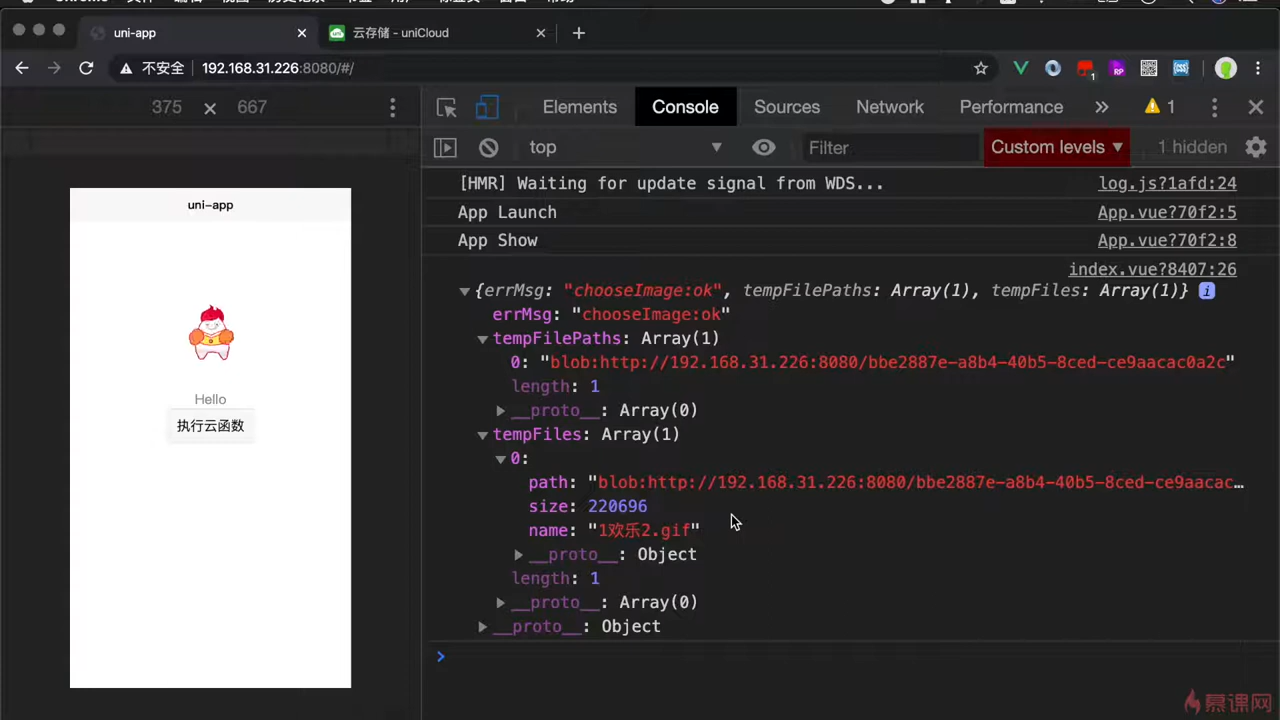 uni-app
云存储 - uniCloud
不安全
192.168.31.226:8080/#/
375 × 667
Elements
Console
Sources
Network
Performance
»
1
top
Filter
Custom levels ▼
1 hidden
[HMR] Waiting for update signal from WDS...
log.js?1afd:24
App Launch
App.vue?70f2:5
App Show
App.vue?70f2:8
index.vue?8407:26
{errMsg: "chooseImage:ok", tempFilePaths: Array(1), tempFiles: Array(1)}
errMsg: "chooseImage:ok"
tempFilePaths: Array(1)
0: "blob:http://192.168.31.226:8080/bbe2887e-a8b4-40b5-8ced-ce9aacac0a2c"
length: 1
__proto__: Array(0)
tempFiles: Array(1)
0:
path: "blob:http://192.168.31.226:8080/bbe2887e-a8b4-40b5-8ced-ce9aacac…
size: 220696
name: "1欢乐2.gif"
__proto__: Object
length: 1
__proto__: Array(0)
__proto__: Object
uni-app
Hello
执行云函数
慕课网